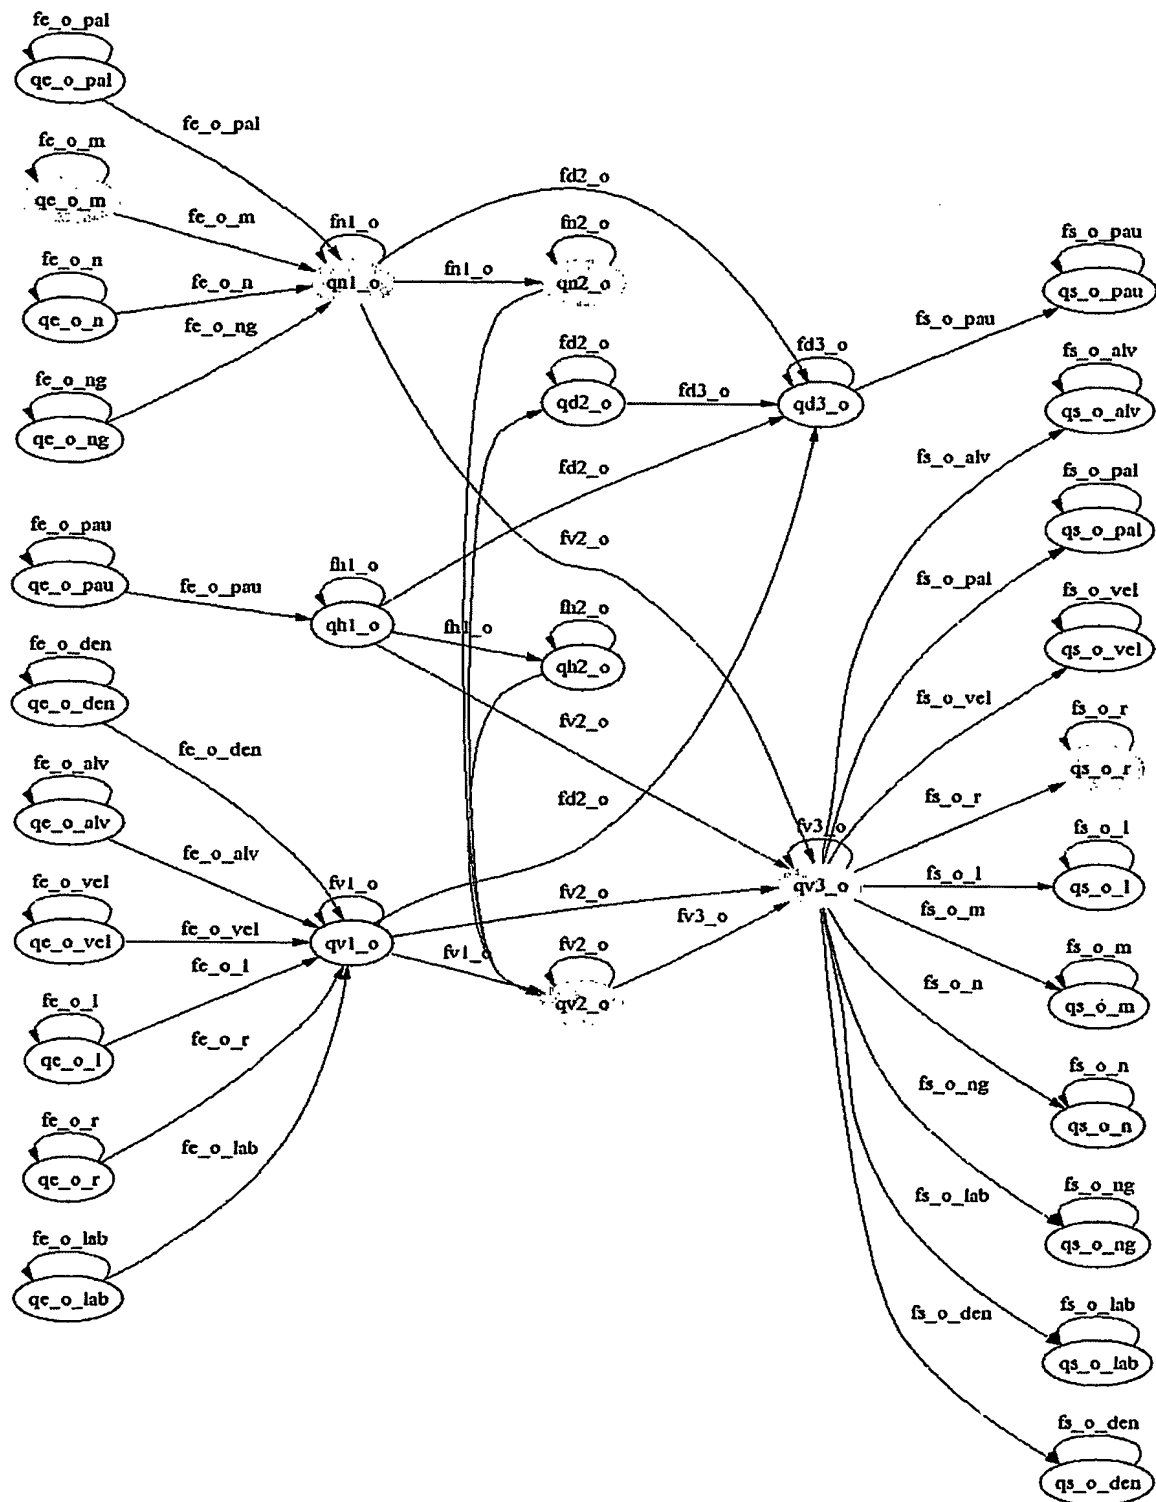 fe_o_pal
qe_o_pal
fe_o_pal
fe_o_m
qe_o_m
fe_o_m
fe_o_n
qe_o_n
fe_o_n
fe_o_ng
fe_o_ng
qe_o_ng
fe_o_pau
qe_o_pau
fe_o_pau
fe_o_den
qe_o_den
fe_o_den
fe_o_alv
qe_o_alv
fe_o_alv
fe_o_vel
qe_o_vel
fe_o_vel
fe_o_l
fe_o_l
qe_o_l
fe_o_r
fe_o_r
qe_o_r
fe_o_lab
fe_o_lab
qe_o_lab
fn1_o
qn1_o
fn1_o
fh1_o
qh1_o
fh1_o
fv1_o
qv1_o
fv1_o
fd2_o
fn2_o
qn2_o
fd2_o
qd2_o
fd3_o
fd2_o
fv2_o
fh2_o
qh2_o
fv2_o
fd2_o
fv2_o
fv2_o
qv2_o
fv3_o
fd3_o
qd3_o
fv3_o
qv3_o
fs_o_pau
fs_o_alv
fs_o_pal
fs_o_vel
fs_o_r
fs_o_l
fs_o_m
fs_o_n
fs_o_ng
fs_o_lab
fs_o_den
fs_o_pau
qs_o_pau
fs_o_alv
qs_o_alv
fs_o_pal
qs_o_pal
fs_o_vel
qs_o_vel
fs_o_r
qs_o_r
fs_o_l
qs_o_l
fs_o_m
qs_o_m
fs_o_n
qs_o_n
fs_o_ng
qs_o_ng
fs_o_lab
qs_o_lab
fs_o_den
qs_o_den